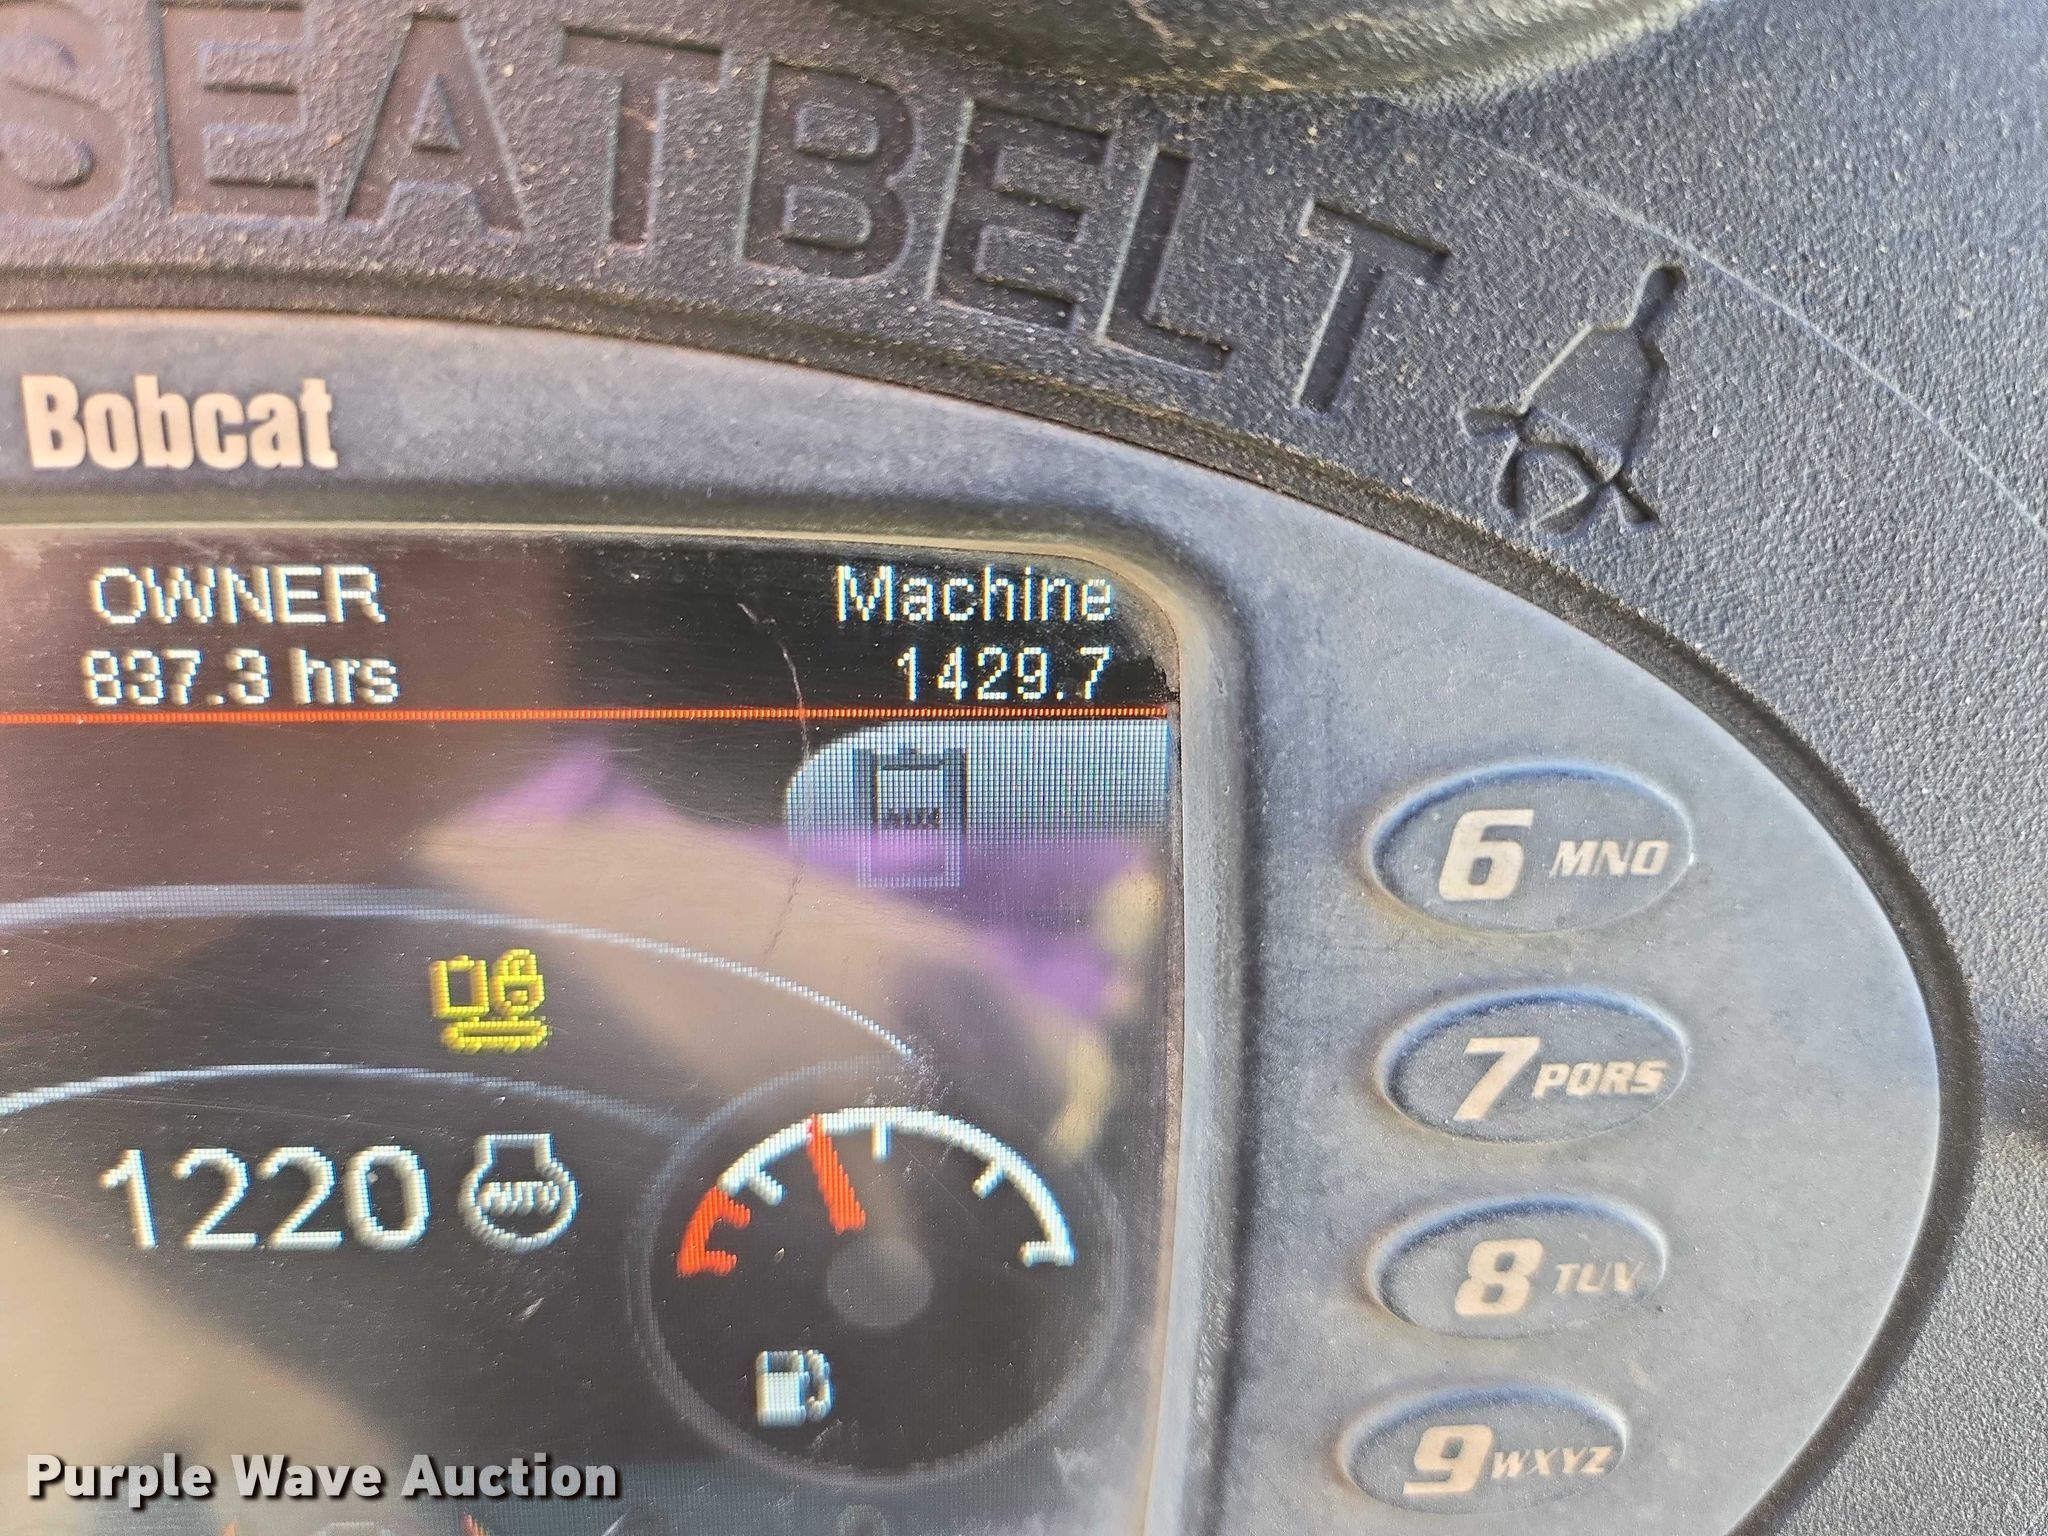 SEATBELT
Bobcat
OWNER
837.3 hrs
Machine
1429.7
AUX
1220
AUTO
E
6 MNO
7 PQRS
8 TUV
9 WXYZ
Purple Wave Auction